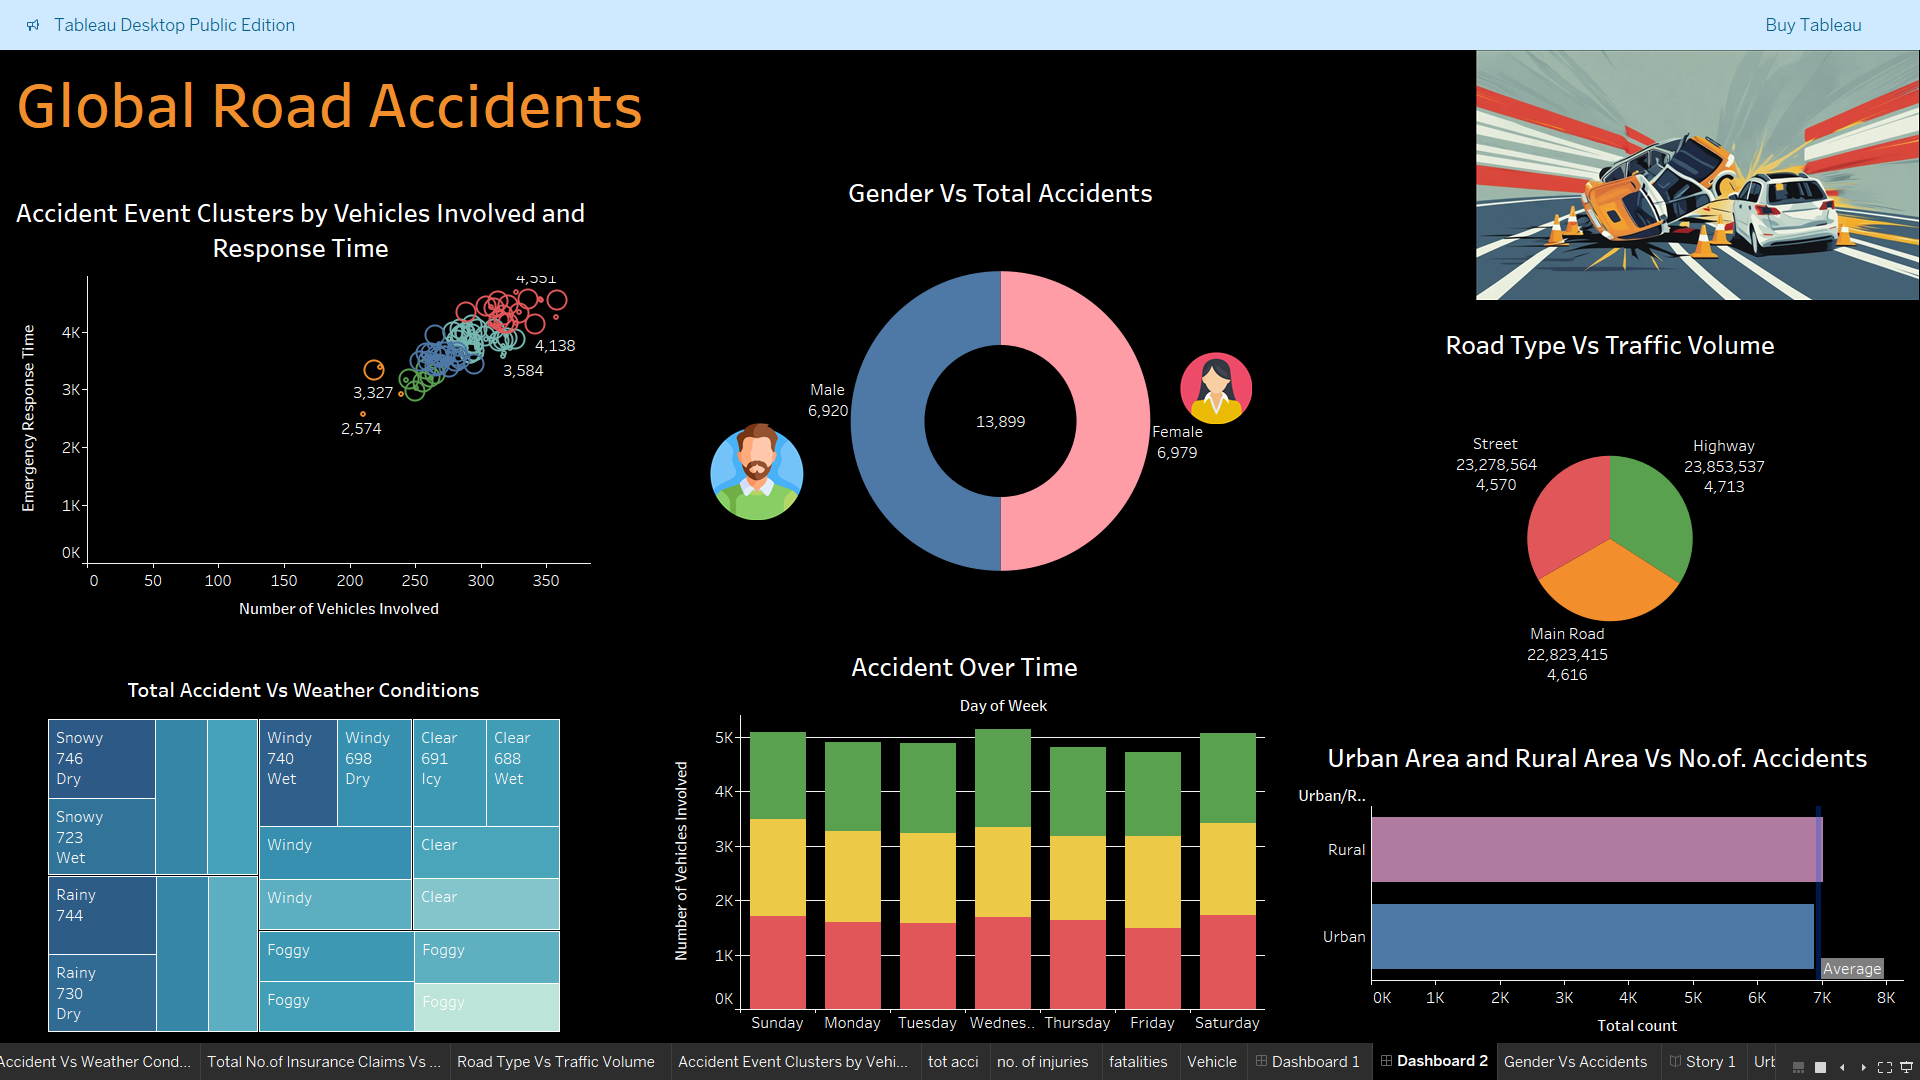 Tableau Desktop Public Edition
Buy Tableau
Global Road Accidents
Accident Event Clusters by Vehicles Involved and
Response Time
Emergency Response Time
4K
3K
2K
1K
0K
4,551
4,138
3,584
3,327
2,574
0 50 100 150 200 250 300 350
Number of Vehicles Involved
Gender Vs Total Accidents
Male
6,920
13,899
Female
6,979
Road Type Vs Traffic Volume
Street
23,278,564
4,570
Highway
23,853,537
4,713
Main Road
22,823,415
4,616
Total Accident Vs Weather Conditions
Snowy
746
Dry
Snowy
723
Wet
Rainy
744
Rainy
730
Dry
Windy
740
Wet
Windy
698
Dry
Windy
Windy
Clear
691
Icy
Clear
688
Wet
Clear
Clear
Foggy
Foggy
Foggy
Foggy
Accident Over Time
Day of Week
Number of Vehicles Involved
5K
4K
3K
2K
1K
0K
Sunday Monday Tuesday Wednes.. Thursday Friday Saturday
Urban Area and Rural Area Vs No.of. Accidents
Urban/R..
Rural
Urban
Average
0K 1K 2K 3K 4K 5K 6K 7K 8K
Total count
Accident Vs Weather Cond... Total No.of Insurance Claims Vs ... Road Type Vs Traffic Volume Accident Event Clusters by Vehi... tot acci no. of injuries fatalities Vehicle Dashboard 1 Dashboard 2 Gender Vs Accidents Story 1 Urt